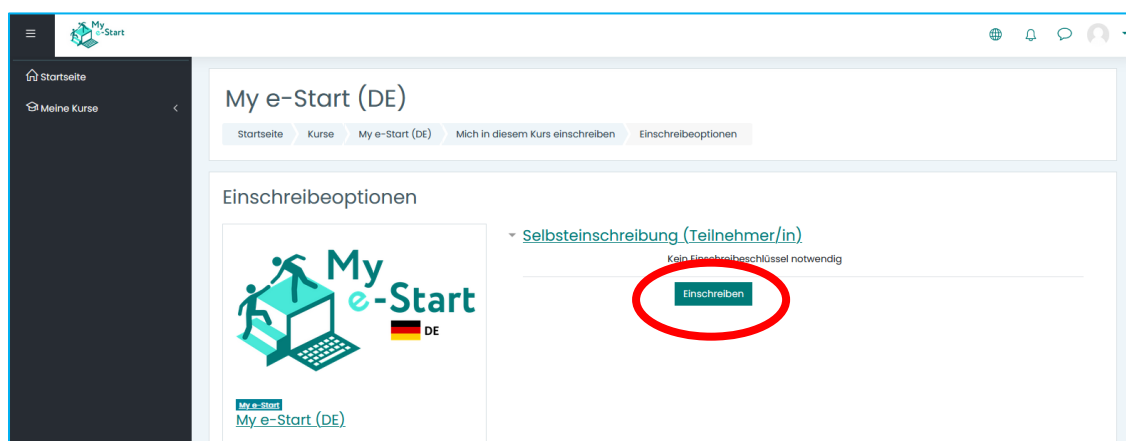 My
e-Start
Startseite
Meine Kurse
My e-Start (DE)
Startseite Kurse My e-Start (DE) Mich in diesem Kurs einschreiben Einschreibeoptionen
Einschreibeoptionen
My
e-Start
DE
My e-Start
My e-Start (DE)
Selbsteinschreibung (Teilnehmer/in)
Kein Einschreibeschlüssel notwendig
Einschreiben